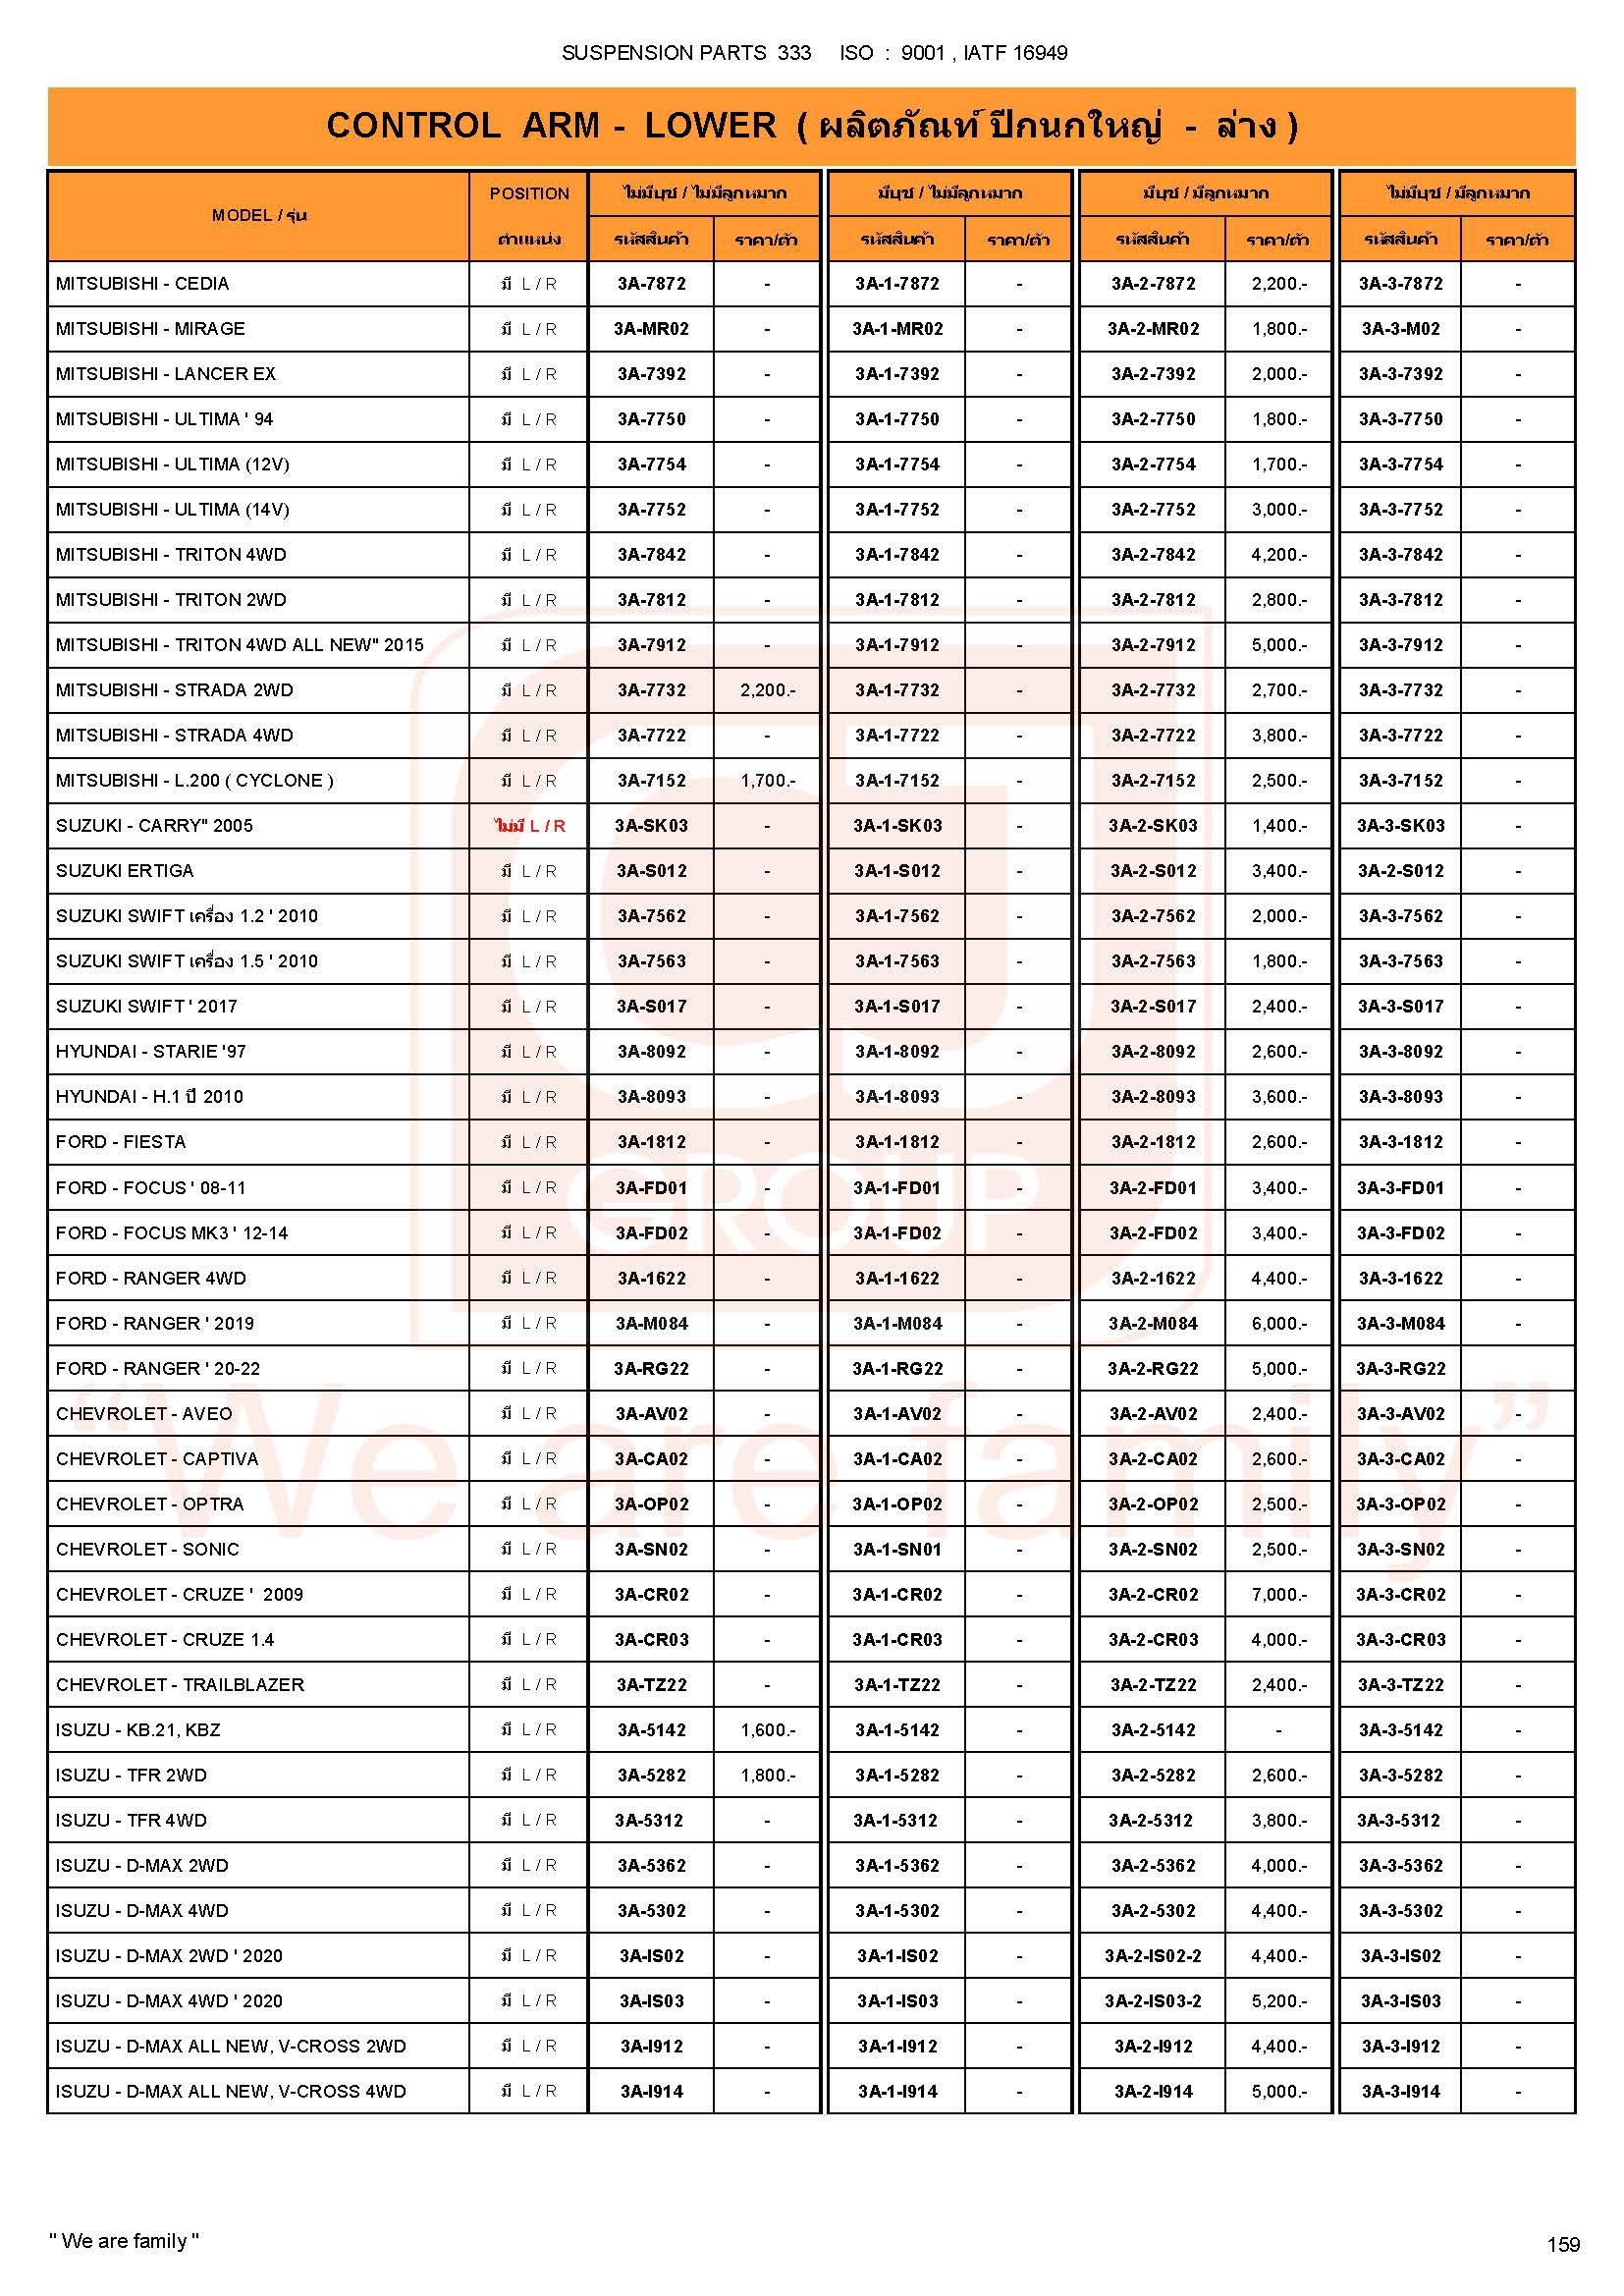 SUSPENSION PARTS 333 ISO : 9001 , IATF 16949
CONTROL ARM - LOWER ( ผลิตภัณฑ์ ปีกนกใหญ่ - ล่าง )
MODEL / รุ่น POSITION ตำแหน่ง ไม่มีบุช / ไม่มีลูกหมาก มีบุช / ไม่มีลูกหมาก มีบุช / มีลูกหมาก ไม่มีบุช / มีลูกหมาก
รหัสสินค้า ราคา/ตัว รหัสสินค้า ราคา/ตัว รหัสสินค้า ราคา/ตัว รหัสสินค้า ราคา/ตัว
MITSUBISHI - CEDIA มี L / R 3A-7872 - 3A-1-7872 - 3A-2-7872 2,200.- 3A-3-7872 -
MITSUBISHI - MIRAGE มี L / R 3A-MR02 - 3A-1-MR02 - 3A-2-MR02 1,800.- 3A-3-M02 -
MITSUBISHI - LANCER EX มี L / R 3A-7392 - 3A-1-7392 - 3A-2-7392 2,000.- 3A-3-7392 -
MITSUBISHI - ULTIMA ' 94 มี L / R 3A-7750 - 3A-1-7750 - 3A-2-7750 1,800.- 3A-3-7750 -
MITSUBISHI - ULTIMA (12V) มี L / R 3A-7754 - 3A-1-7754 - 3A-2-7754 1,700.- 3A-3-7754 -
MITSUBISHI - ULTIMA (14V) มี L / R 3A-7752 - 3A-1-7752 - 3A-2-7752 3,000.- 3A-3-7752 -
MITSUBISHI - TRITON 4WD มี L / R 3A-7842 - 3A-1-7842 - 3A-2-7842 4,200.- 3A-3-7842 -
MITSUBISHI - TRITON 2WD มี L / R 3A-7812 - 3A-1-7812 - 3A-2-7812 2,800.- 3A-3-7812 -
MITSUBISHI - TRITON 4WD ALL NEW" 2015 มี L / R 3A-7912 - 3A-1-7912 - 3A-2-7912 5,000.- 3A-3-7912 -
MITSUBISHI - STRADA 2WD มี L / R 3A-7732 2,200.- 3A-1-7732 - 3A-2-7732 2,700.- 3A-3-7732 -
MITSUBISHI - STRADA 4WD มี L / R 3A-7722 - 3A-1-7722 - 3A-2-7722 3,800.- 3A-3-7722 -
MITSUBISHI - L.200 ( CYCLONE ) มี L / R 3A-7152 1,700.- 3A-1-7152 - 3A-2-7152 2,500.- 3A-3-7152 -
SUZUKI - CARRY" 2005 ไม่มี L / R 3A-SK03 - 3A-1-SK03 - 3A-2-SK03 1,400.- 3A-3-SK03 -
SUZUKI ERTIGA มี L / R 3A-S012 - 3A-1-S012 - 3A-2-S012 3,400.- 3A-2-S012 -
SUZUKI SWIFT เครื่อง 1.2 ' 2010 มี L / R 3A-7562 - 3A-1-7562 - 3A-2-7562 2,000.- 3A-3-7562 -
SUZUKI SWIFT เครื่อง 1.5 ' 2010 มี L / R 3A-7563 - 3A-1-7563 - 3A-2-7563 1,800.- 3A-3-7563 -
SUZUKI SWIFT ' 2017 มี L / R 3A-S017 - 3A-1-S017 - 3A-2-S017 2,400.- 3A-3-S017 -
HYUNDAI - STARIE '97 มี L / R 3A-8092 - 3A-1-8092 - 3A-2-8092 2,600.- 3A-3-8092 -
HYUNDAI - H.1 ปี 2010 มี L / R 3A-8093 - 3A-1-8093 - 3A-2-8093 3,600.- 3A-3-8093 -
FORD - FIESTA มี L / R 3A-1812 - 3A-1-1812 - 3A-2-1812 2,600.- 3A-3-1812 -
FORD - FOCUS ' 08-11 มี L / R 3A-FD01 - 3A-1-FD01 - 3A-2-FD01 3,400.- 3A-3-FD01 -
FORD - FOCUS MK3 ' 12-14 มี L / R 3A-FD02 - 3A-1-FD02 - 3A-2-FD02 3,400.- 3A-3-FD02 -
FORD - RANGER 4WD มี L / R 3A-1622 - 3A-1-1622 - 3A-2-1622 4,400.- 3A-3-1622 -
FORD - RANGER ' 2019 มี L / R 3A-M084 - 3A-1-M084 - 3A-2-M084 6,000.- 3A-3-M084 -
FORD - RANGER ' 20-22 มี L / R 3A-RG22 - 3A-1-RG22 - 3A-2-RG22 5,000.- 3A-3-RG22
CHEVROLET - AVEO มี L / R 3A-AV02 - 3A-1-AV02 - 3A-2-AV02 2,400.- 3A-3-AV02 -
CHEVROLET - CAPTIVA มี L / R 3A-CA02 - 3A-1-CA02 - 3A-2-CA02 2,600.- 3A-3-CA02 -
CHEVROLET - OPTRA มี L / R 3A-OP02 - 3A-1-OP02 - 3A-2-OP02 2,500.- 3A-3-OP02 -
CHEVROLET - SONIC มี L / R 3A-SN02 - 3A-1-SN01 - 3A-2-SN02 2,500.- 3A-3-SN02 -
CHEVROLET - CRUZE ' 2009 มี L / R 3A-CR02 - 3A-1-CR02 - 3A-2-CR02 7,000.- 3A-3-CR02 -
CHEVROLET - CRUZE 1.4 มี L / R 3A-CR03 - 3A-1-CR03 - 3A-2-CR03 4,000.- 3A-3-CR03 -
CHEVROLET - TRAILBLAZER มี L / R 3A-TZ22 - 3A-1-TZ22 - 3A-2-TZ22 2,400.- 3A-3-TZ22 -
ISUZU - KB.21, KBZ มี L / R 3A-5142 1,600.- 3A-1-5142 - 3A-2-5142 - 3A-3-5142 -
ISUZU - TFR 2WD มี L / R 3A-5282 1,800.- 3A-1-5282 - 3A-2-5282 2,600.- 3A-3-5282 -
ISUZU - TFR 4WD มี L / R 3A-5312 - 3A-1-5312 - 3A-2-5312 3,800.- 3A-3-5312 -
ISUZU - D-MAX 2WD มี L / R 3A-5362 - 3A-1-5362 - 3A-2-5362 4,000.- 3A-3-5362 -
ISUZU - D-MAX 4WD มี L / R 3A-5302 - 3A-1-5302 - 3A-2-5302 4,400.- 3A-3-5302 -
ISUZU - D-MAX 2WD ' 2020 มี L / R 3A-IS02 - 3A-1-IS02 - 3A-2-IS02-2 4,400.- 3A-3-IS02 -
ISUZU - D-MAX 4WD ' 2020 มี L / R 3A-IS03 - 3A-1-IS03 - 3A-2-IS03-2 5,200.- 3A-3-IS03 -
ISUZU - D-MAX ALL NEW, V-CROSS 2WD มี L / R 3A-I912 - 3A-1-I912 - 3A-2-I912 4,400.- 3A-3-I912 -
ISUZU - D-MAX ALL NEW, V-CROSS 4WD มี L / R 3A-I914 - 3A-1-I914 - 3A-2-I914 5,000.- 3A-3-I914 -
CJ
GROUP
“We are family”
" We are family "
159